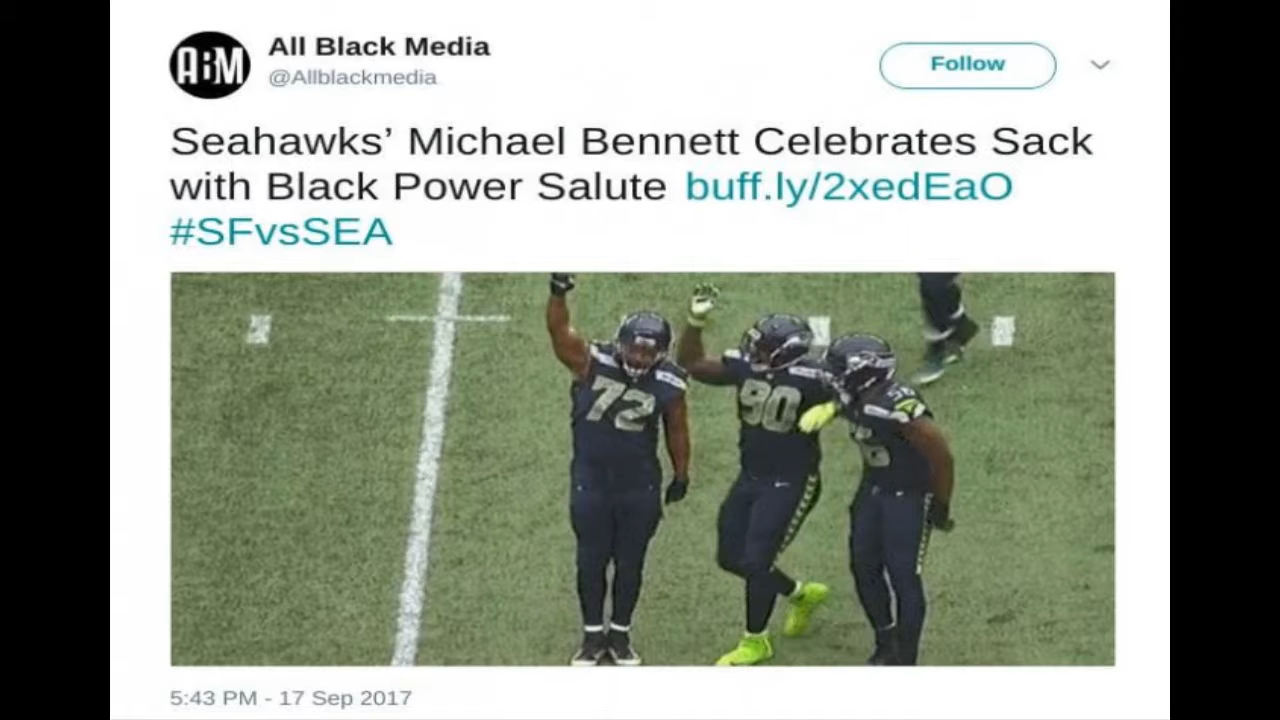 ABM
All Black Media
@Allblackmedia
Follow
Seahawks’ Michael Bennett Celebrates Sack
with Black Power Salute buff.ly/2xedEaO
#SFvsSEA
72
90
56
5:43 PM - 17 Sep 2017